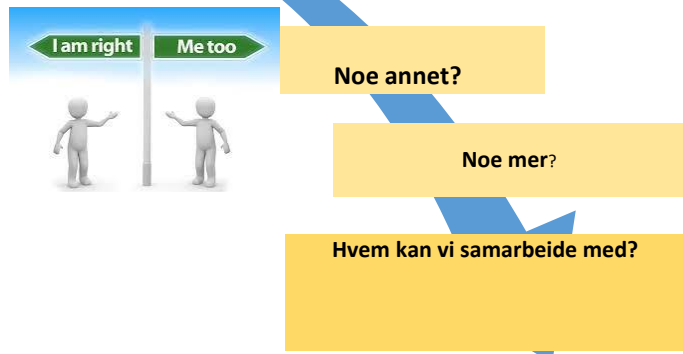 I am right
Me too
Noe annet?
Noe mer?
Hvem kan vi samarbeide med?